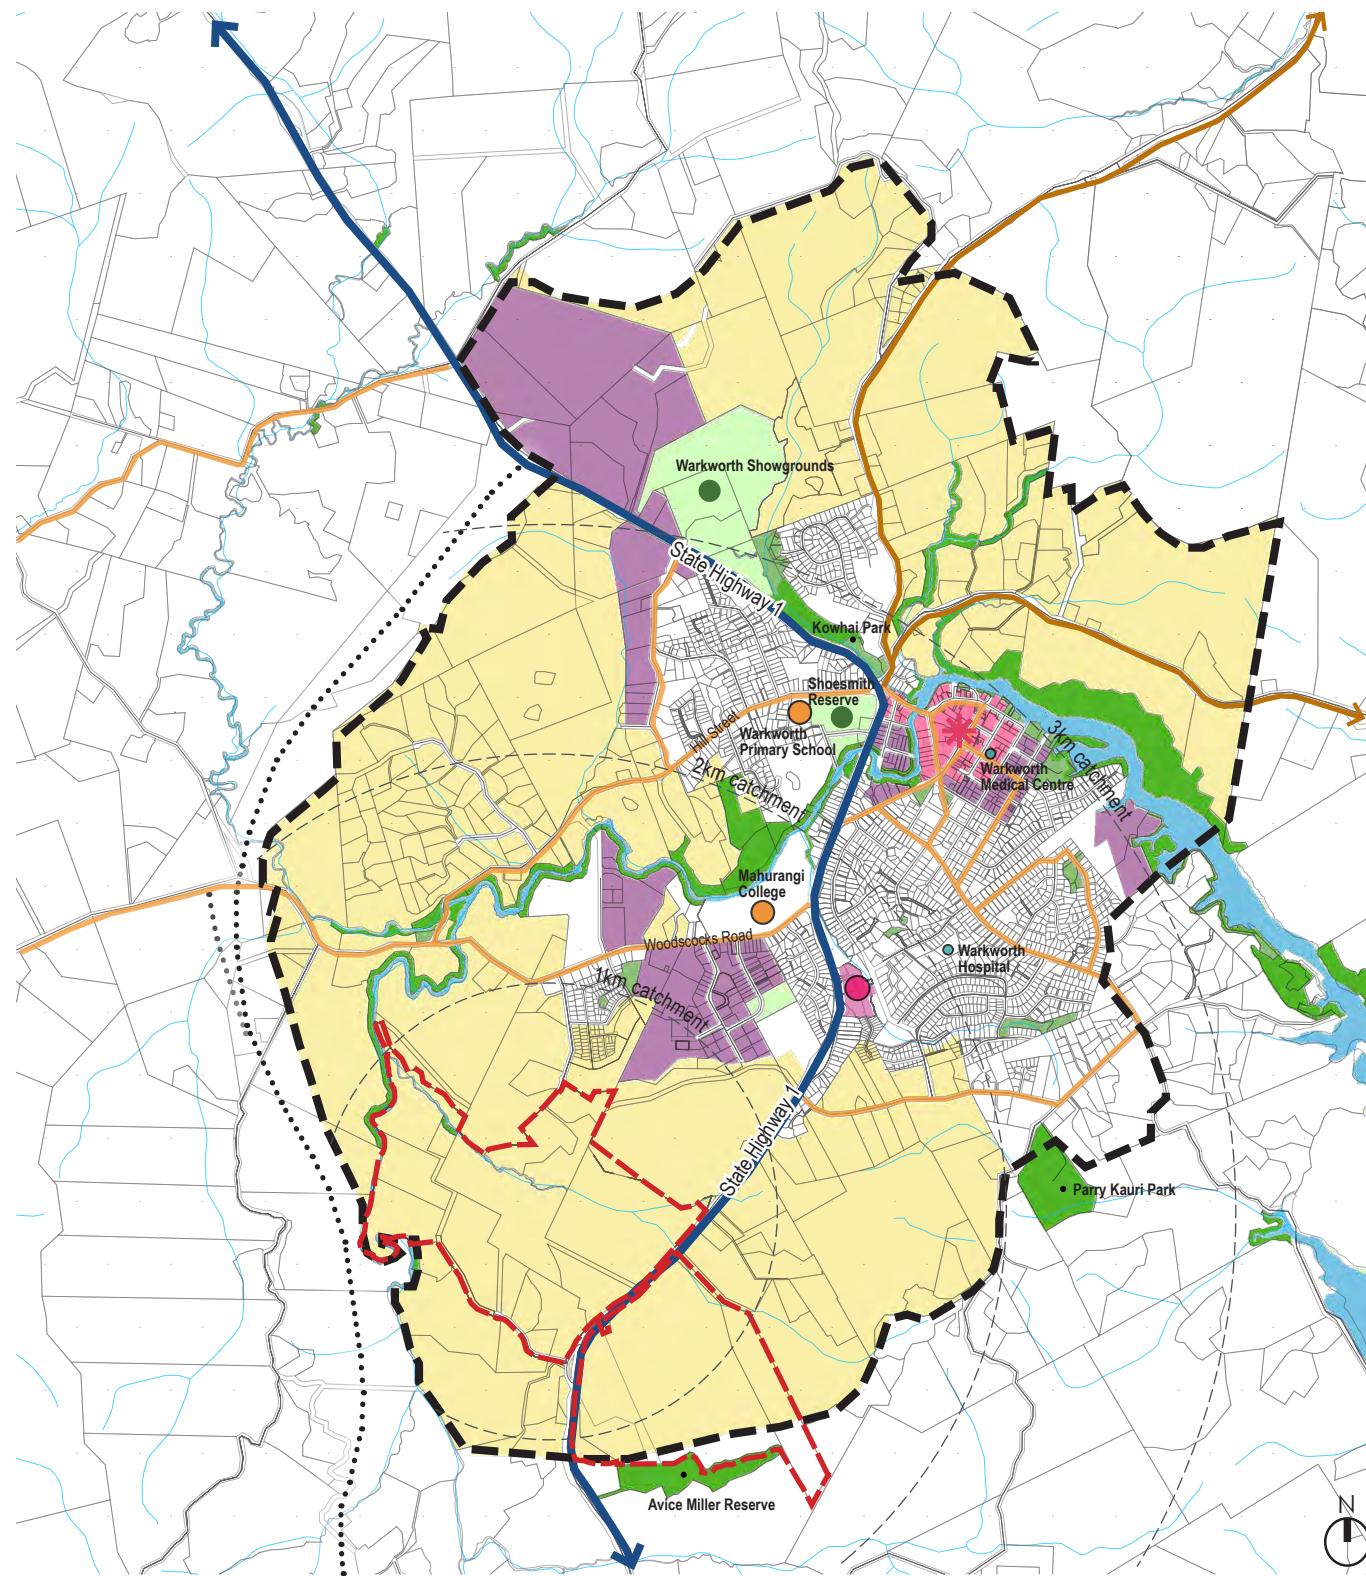 Warkworth Showgrounds
State Highway 1
Kowhai Park
Shoesmith
Reserve
Warkworth
Primary School
Hill Street
2km catchment
3km catchment
Warkworth
Medical Centre
Mahurangi
College
Woodscocks Road
Warkworth
Hospital
1km catchment
State Highway 1
Parry Kauri Park
Avice Miller Reserve
N